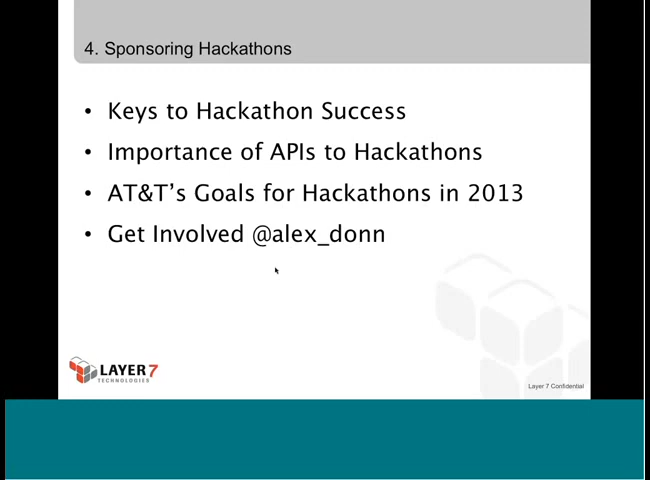 4. Sponsoring Hackathons
• Keys to Hackathon Success
• Importance of APIs to Hackathons
• AT&T’s Goals for Hackathons in 2013
• Get Involved @alex_donn
LAYER 7
TECHNOLOGIES
Layer 7 Confidential